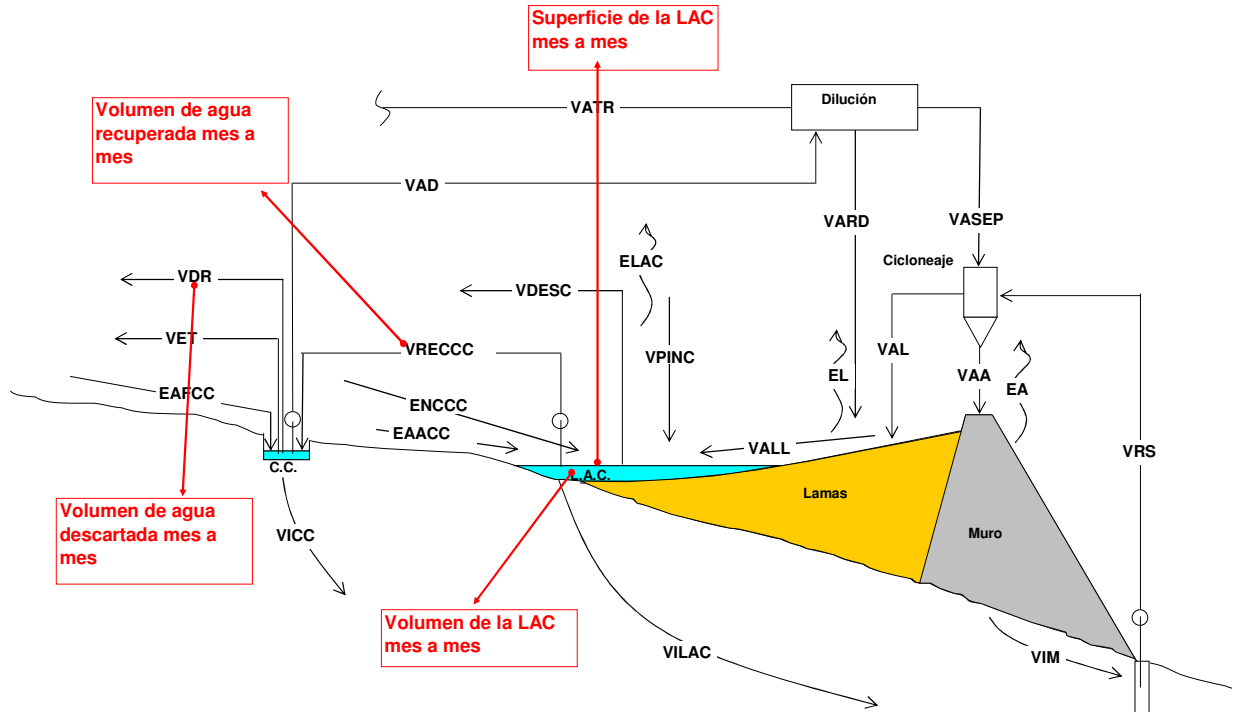 Superficie de la LAC
mes a mes
Volumen de agua
recuperada mes a
mes
VATR
Dilución
VAD
VARD
VASEP
Cicloneaje
ELAC
VDR
VDESC
VET
VRECCC
VPINC
VAL
EL
VAA
EA
EAFCC
ENCCC
EAACC
VALL
VRS
C.C.
L.A.C.
Lamas
Muro
Volumen de agua
descartada mes a
mes
VICC
Volumen de la LAC
mes a mes
VILAC
VIM